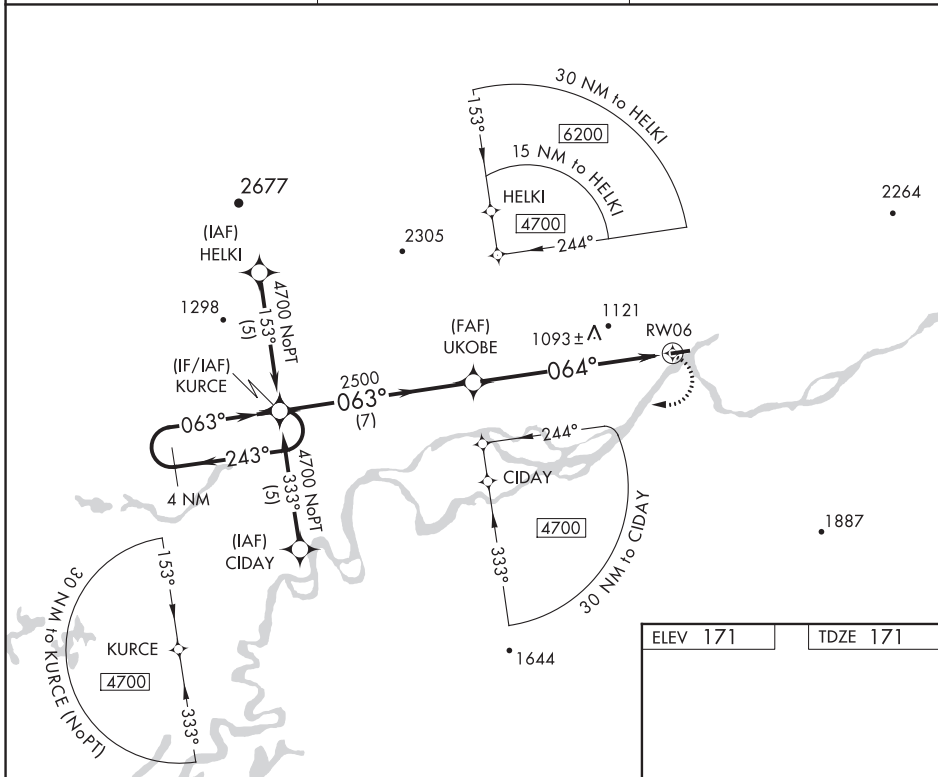 30 NM to HELKI
153°
6200
15 NM to HELKI
HELKI
4700
244°
2677
2264
(IAF)
HELKI
2305
4700 NoPT
153°
(5)
1298
(IF/IAF)
KURCE
(FAF)
UKOBE
1093±
1121
RW06
2500
063°
(7)
064°
063°
243°
4 NM
4700 NoPT
333°
(5)
(IAF)
CIDAY
244°
CIDAY
4700
333°
30 NM to CIDAY
1887
153°
30 NM to KURCE (NoPT)
KURCE
4700
333°
1644
ELEV 171
TDZE 171